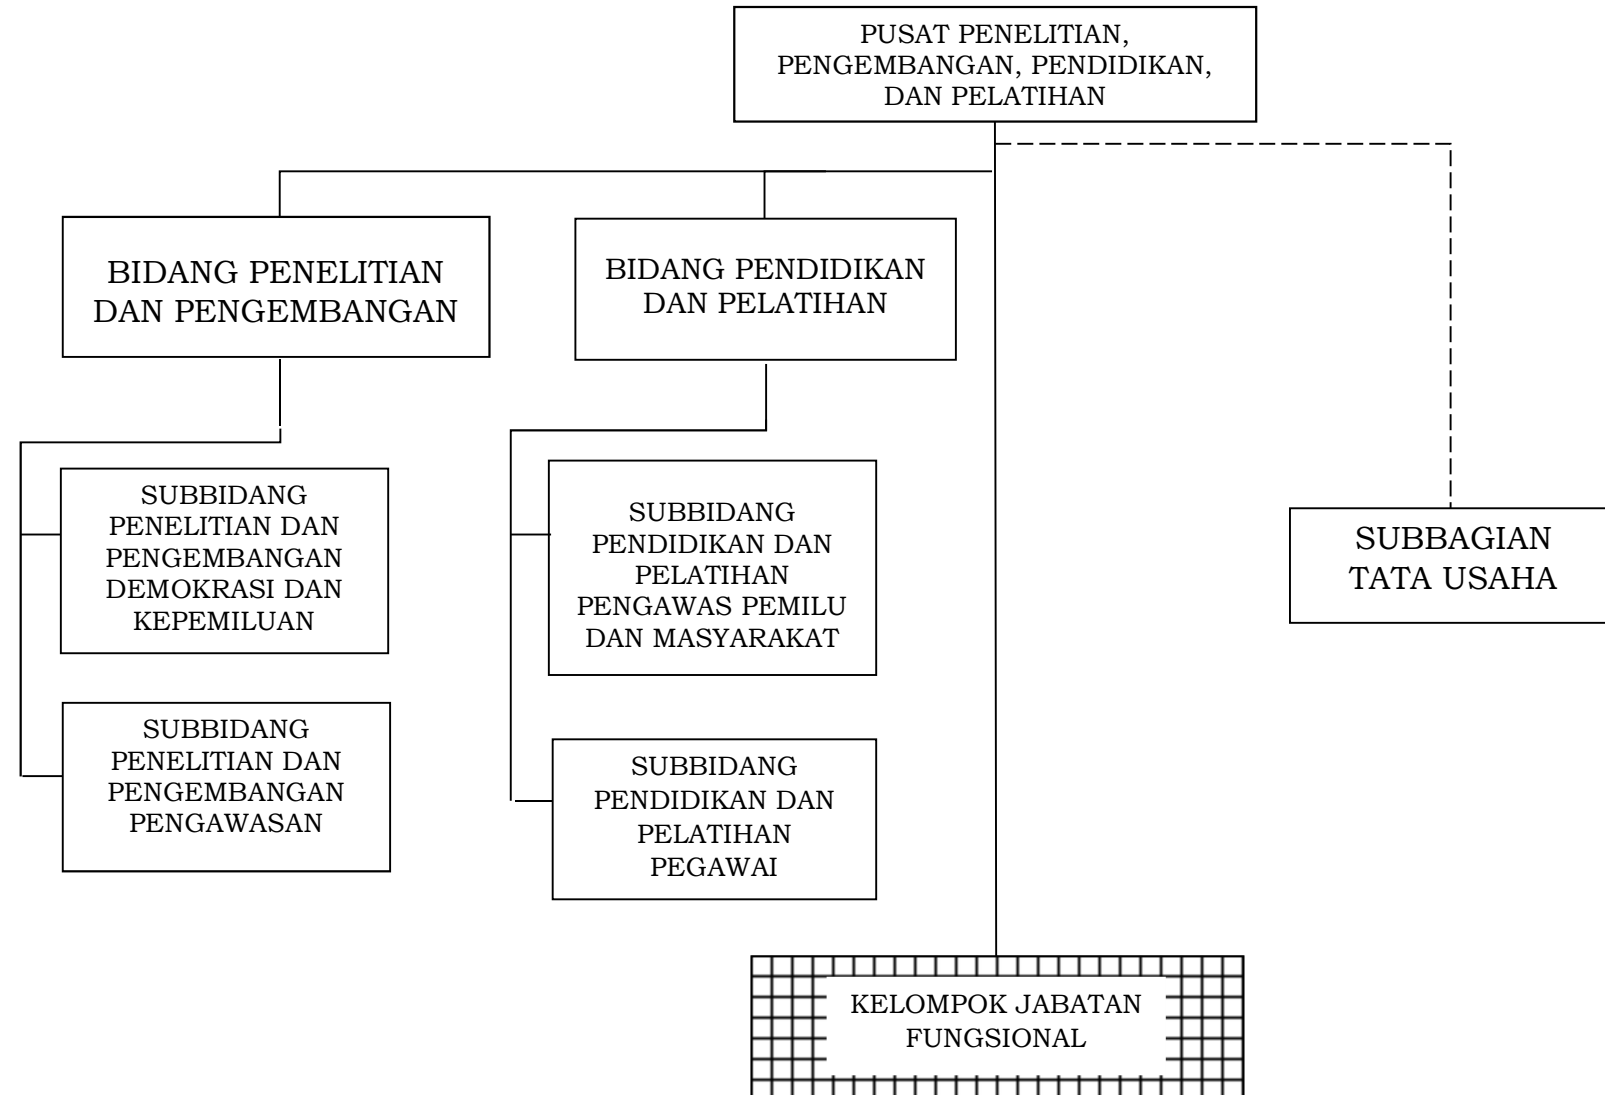 PUSAT PENELITIAN,
PENGEMBANGAN, PENDIDIKAN,
DAN PELATIHAN
BIDANG PENELITIAN
DAN PENGEMBANGAN
BIDANG PENDIDIKAN
DAN PELATIHAN
SUBBIDANG
PENELITIAN DAN
PENGEMBANGAN
DEMOKRASI DAN
KEPEMILUAN
SUBBIDANG
PENDIDIKAN DAN
PELATIHAN
PENGAWAS PEMILU
DAN MASYARAKAT
SUBBAGIAN
TATA USAHA
SUBBIDANG
PENELITIAN DAN
PENGEMBANGAN
PENGAWASAN
SUBBIDANG
PENDIDIKAN DAN
PELATIHAN
PEGAWAI
KELOMPOK JABATAN
FUNGSIONAL